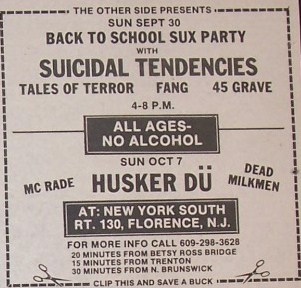 THE OTHER SIDE PRESENTS
SUN SEPT 30
BACK TO SCHOOL SUX PARTY
WITH
SUICIDAL TENDENCIES
TALES OF TERROR FANG 45 GRAVE
4-8 P.M.
ALL AGES-
NO ALCOHOL
SUN OCT 7
MC RADE HUSKER DÜ DEAD MILKMEN
AT: NEW YORK SOUTH
RT. 130, FLORENCE, N.J.
FOR MORE INFO CALL 609-298-3628
20 MINUTES FROM BETSY ROSS BRIDGE
15 MINUTES FROM TRENTON
30 MINUTES FROM N. BRUNSWICK
CLIP THIS AND SAVE A BUCK